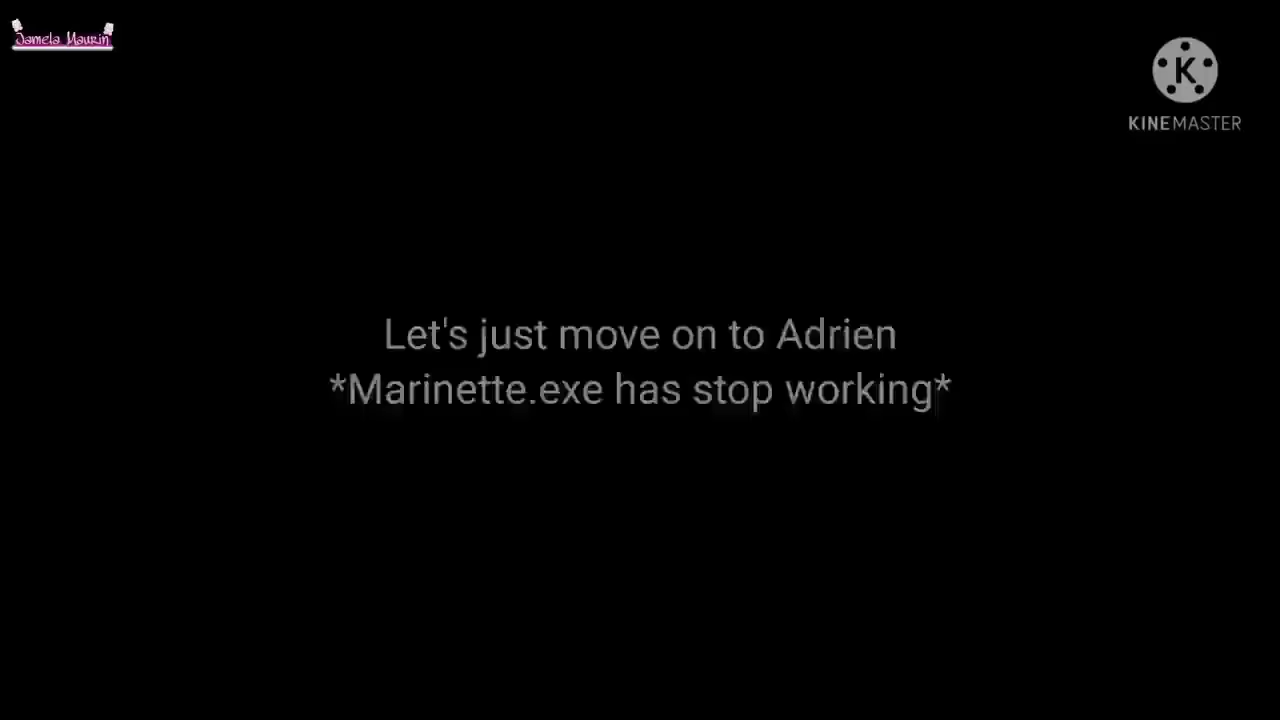 Jamela Maurin
K
KINEMASTER
Let's just move on to Adrien
*Marinette.exe has stop working*